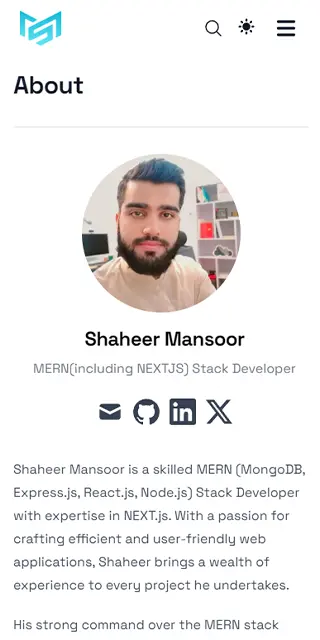 About
Shaheer Mansoor
MERN(including NEXTJS) Stack Developer
Shaheer Mansoor is a skilled MERN (MongoDB,
Express.js, React.js, Node.js) Stack Developer
with expertise in NEXT.js. With a passion for
crafting efficient and user-friendly web
applications, Shaheer brings a wealth of
experience to every project he undertakes.
His strong command over the MERN stack